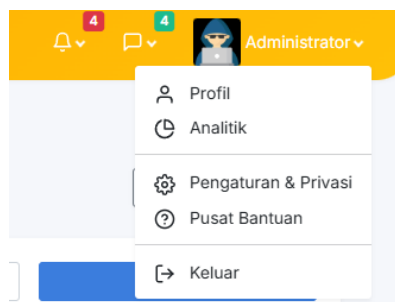 4
4
Administrator
Profil
Analitik
Pengaturan & Privasi
Pusat Bantuan
Keluar